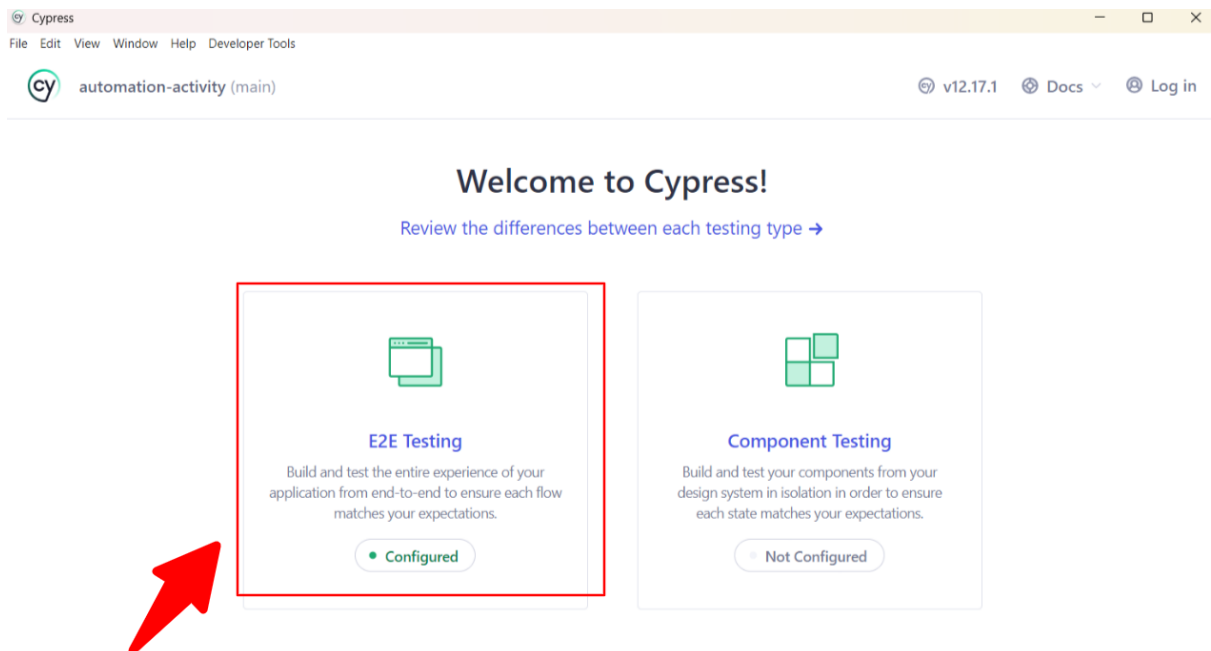 Cypress
File Edit View Window Help Developer Tools
cy automation-activity (main) cy v12.17.1 Docs Log in
Welcome to Cypress!
Review the differences between each testing type →
E2E Testing
Build and test the entire experience of your
application from end-to-end to ensure each flow
matches your expectations.
Configured
Component Testing
Build and test your components from your
design system in isolation in order to ensure
each state matches your expectations.
Not Configured